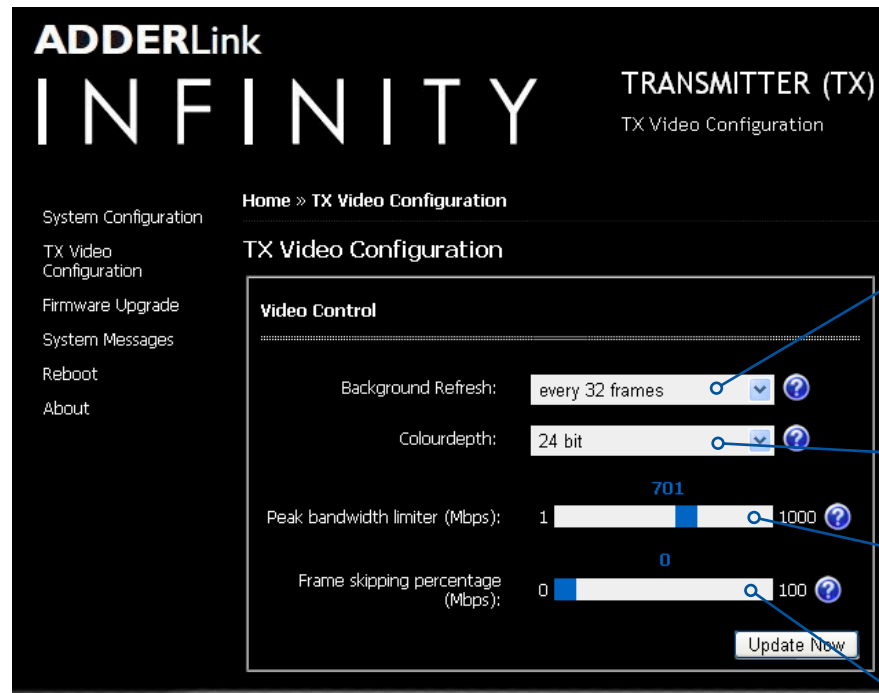 ADDERLink
INFINITY
TRANSMITTER (TX)
TX Video Configuration
System Configuration
TX Video
Configuration
Firmware Upgrade
System Messages
Reboot
About
Home » TX Video Configuration
TX Video Configuration
Video Control
Background Refresh: every 32 frames ?
Colourdepth: 24 bit ?
701
Peak bandwidth limiter (Mbps): 1 1000 ?
0
Frame skipping percentage
(Mbps): 0 100 ?
Update Now